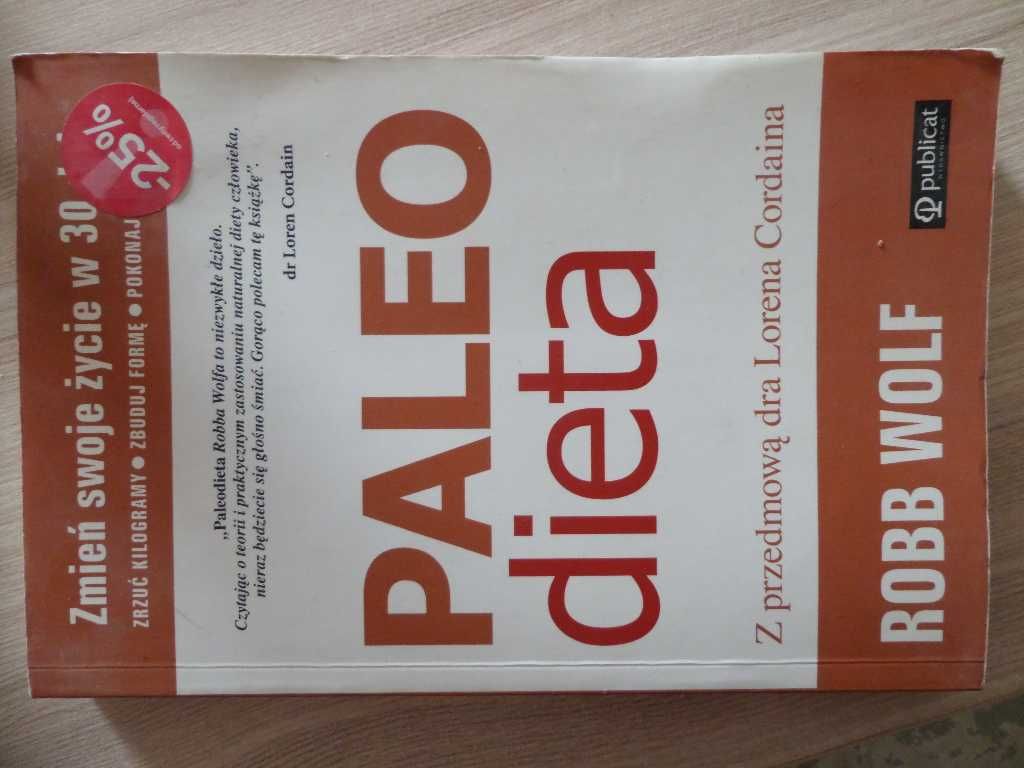 Zmień swoje życie w 30
ZRZUĆ KILOGRAMY ● ZBUDUJ FORMĘ ● POKONAJ
-25%
„Paleodieta Robba Wolfa to niezwykłe dzieło.
Czytając o teorii i praktycznym zastosowaniu naturalnej diety człowieka,
nieraz będziecie się głośno śmiać. Gorąco polecam tę książkę”.
dr Loren Cordain
PALEO
dieta
Z przedmową dra Lorena Cordaina
ROBB WOLF
publicat
WYDAWNICTWO